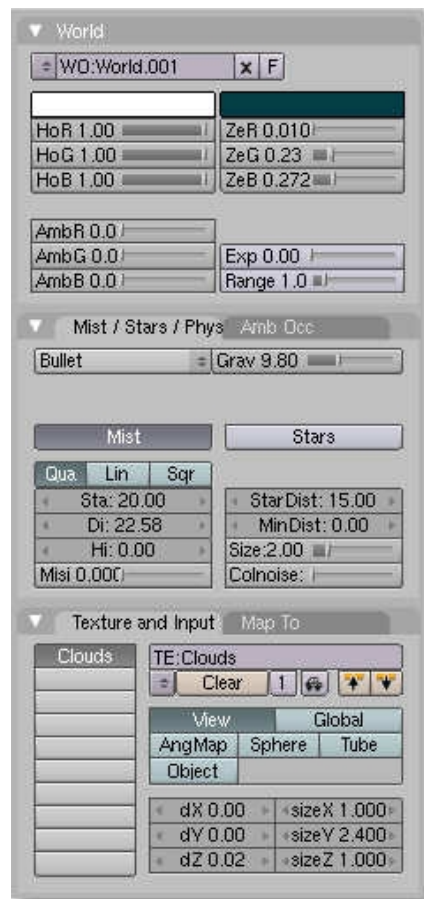 World
WO:World.001 x F
HoR 1.00 ZeR 0.010
HoG 1.00 ZeG 0.23
HoB 1.00 ZeB 0.272
AmbR 0.0
AmbG 0.0 Exp 0.00
AmbB 0.0 Range 1.0
Mist / Stars / Phys Amb Occ
Bullet Grav 9.80
Mist Stars
Qua Lin Sqr
Sta: 20.00 StarDist: 15.00
Di: 22.58 MinDist: 0.00
Hi: 0.00 Size:2.00
Misi 0.00 Colnoise:
Texture and Input Map To
Clouds TE:Clouds
Clear 1
View Global
AngMap Sphere Tube
Object
dX 0.00 sizeX 1.000
dY 0.00 sizeY 2.400
dZ 0.02 sizeZ 1.000